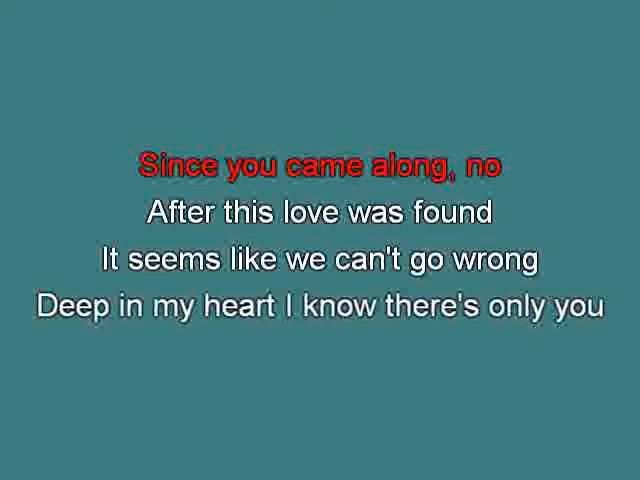 Since you came along, no
After this love was found
It seems like we can't go wrong
Deep in my heart I know there's only you